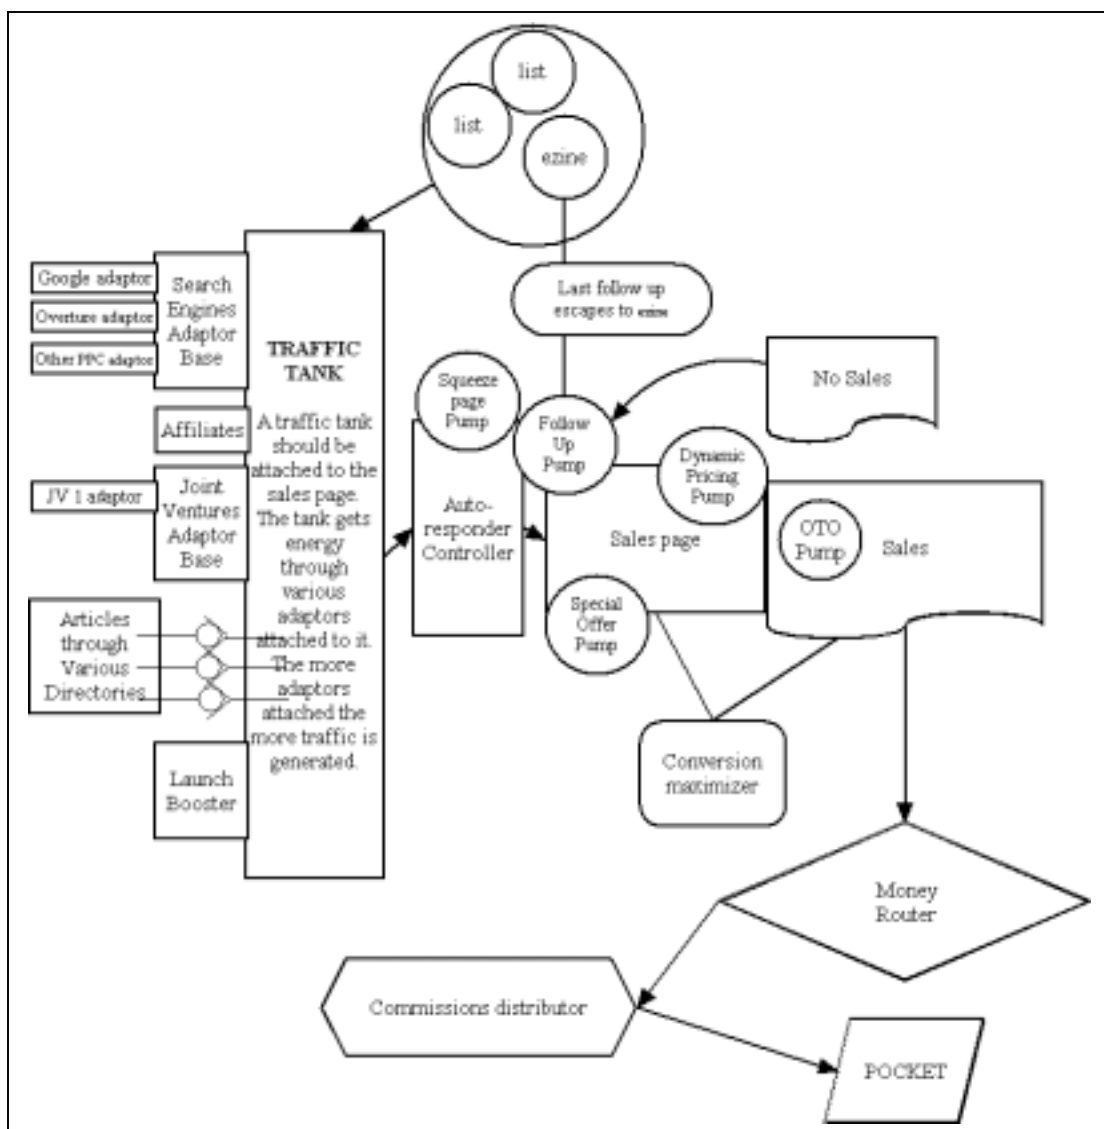 list
list
ezine
Last follow up
escapes to ezine
Google adaptor
Overture adaptor
Other PPC adaptor
Search
Engines
Adaptor
Base
Affiliates
JV 1 adaptor
Joint
Ventures
Adaptor
Base
Articles
through
Various
Directories
Launch
Booster
TRAFFIC
TANK
A traffic tank
should be
attached to the
sales page.
The tank gets
energy
through
various
adaptors
attached to it.
The more
adaptors
attached the
more traffic is
generated.
Squeeze
page
Pump
Auto-
responder
Controller
Follow
Up
Pump
No Sales
Dynamic
Pricing
Pump
Sales page
Special
Offer
Pump
OTO
Pump
Sales
Conversion
maximizer
Money
Router
Commissions distributor
POCKET